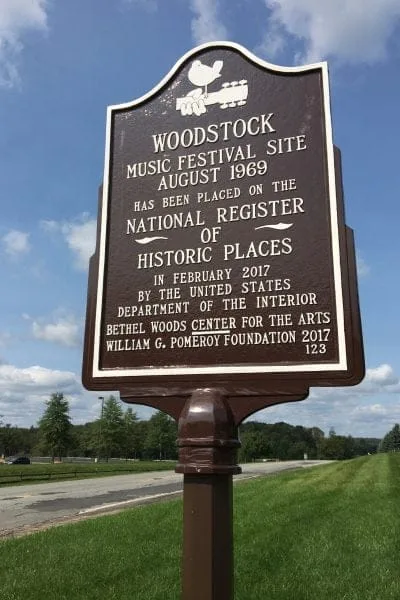 WOODSTOCK
MUSIC FESTIVAL SITE
AUGUST 1969
HAS BEEN PLACED ON THE
NATIONAL REGISTER
OF
HISTORIC PLACES
IN FEBRUARY 2017
BY THE UNITED STATES
DEPARTMENT OF THE INTERIOR
BETHEL WOODS CENTER FOR THE ARTS
WILLIAM G. POMEROY FOUNDATION 2017
123